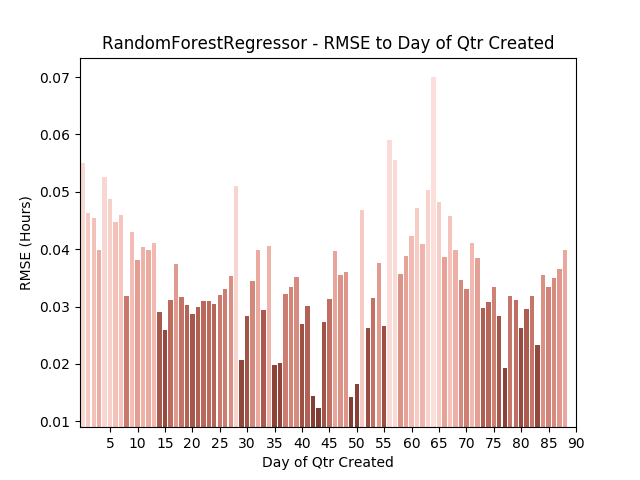 RandomForestRegressor - RMSE to Day of Qtr Created
0.07
0.06
0.05
0.04
0.03
0.02
0.01
RMSE (Hours)
5 10 15 20 25 30 35 40 45 50 55 60 65 70 75 80 85 90
Day of Qtr Created